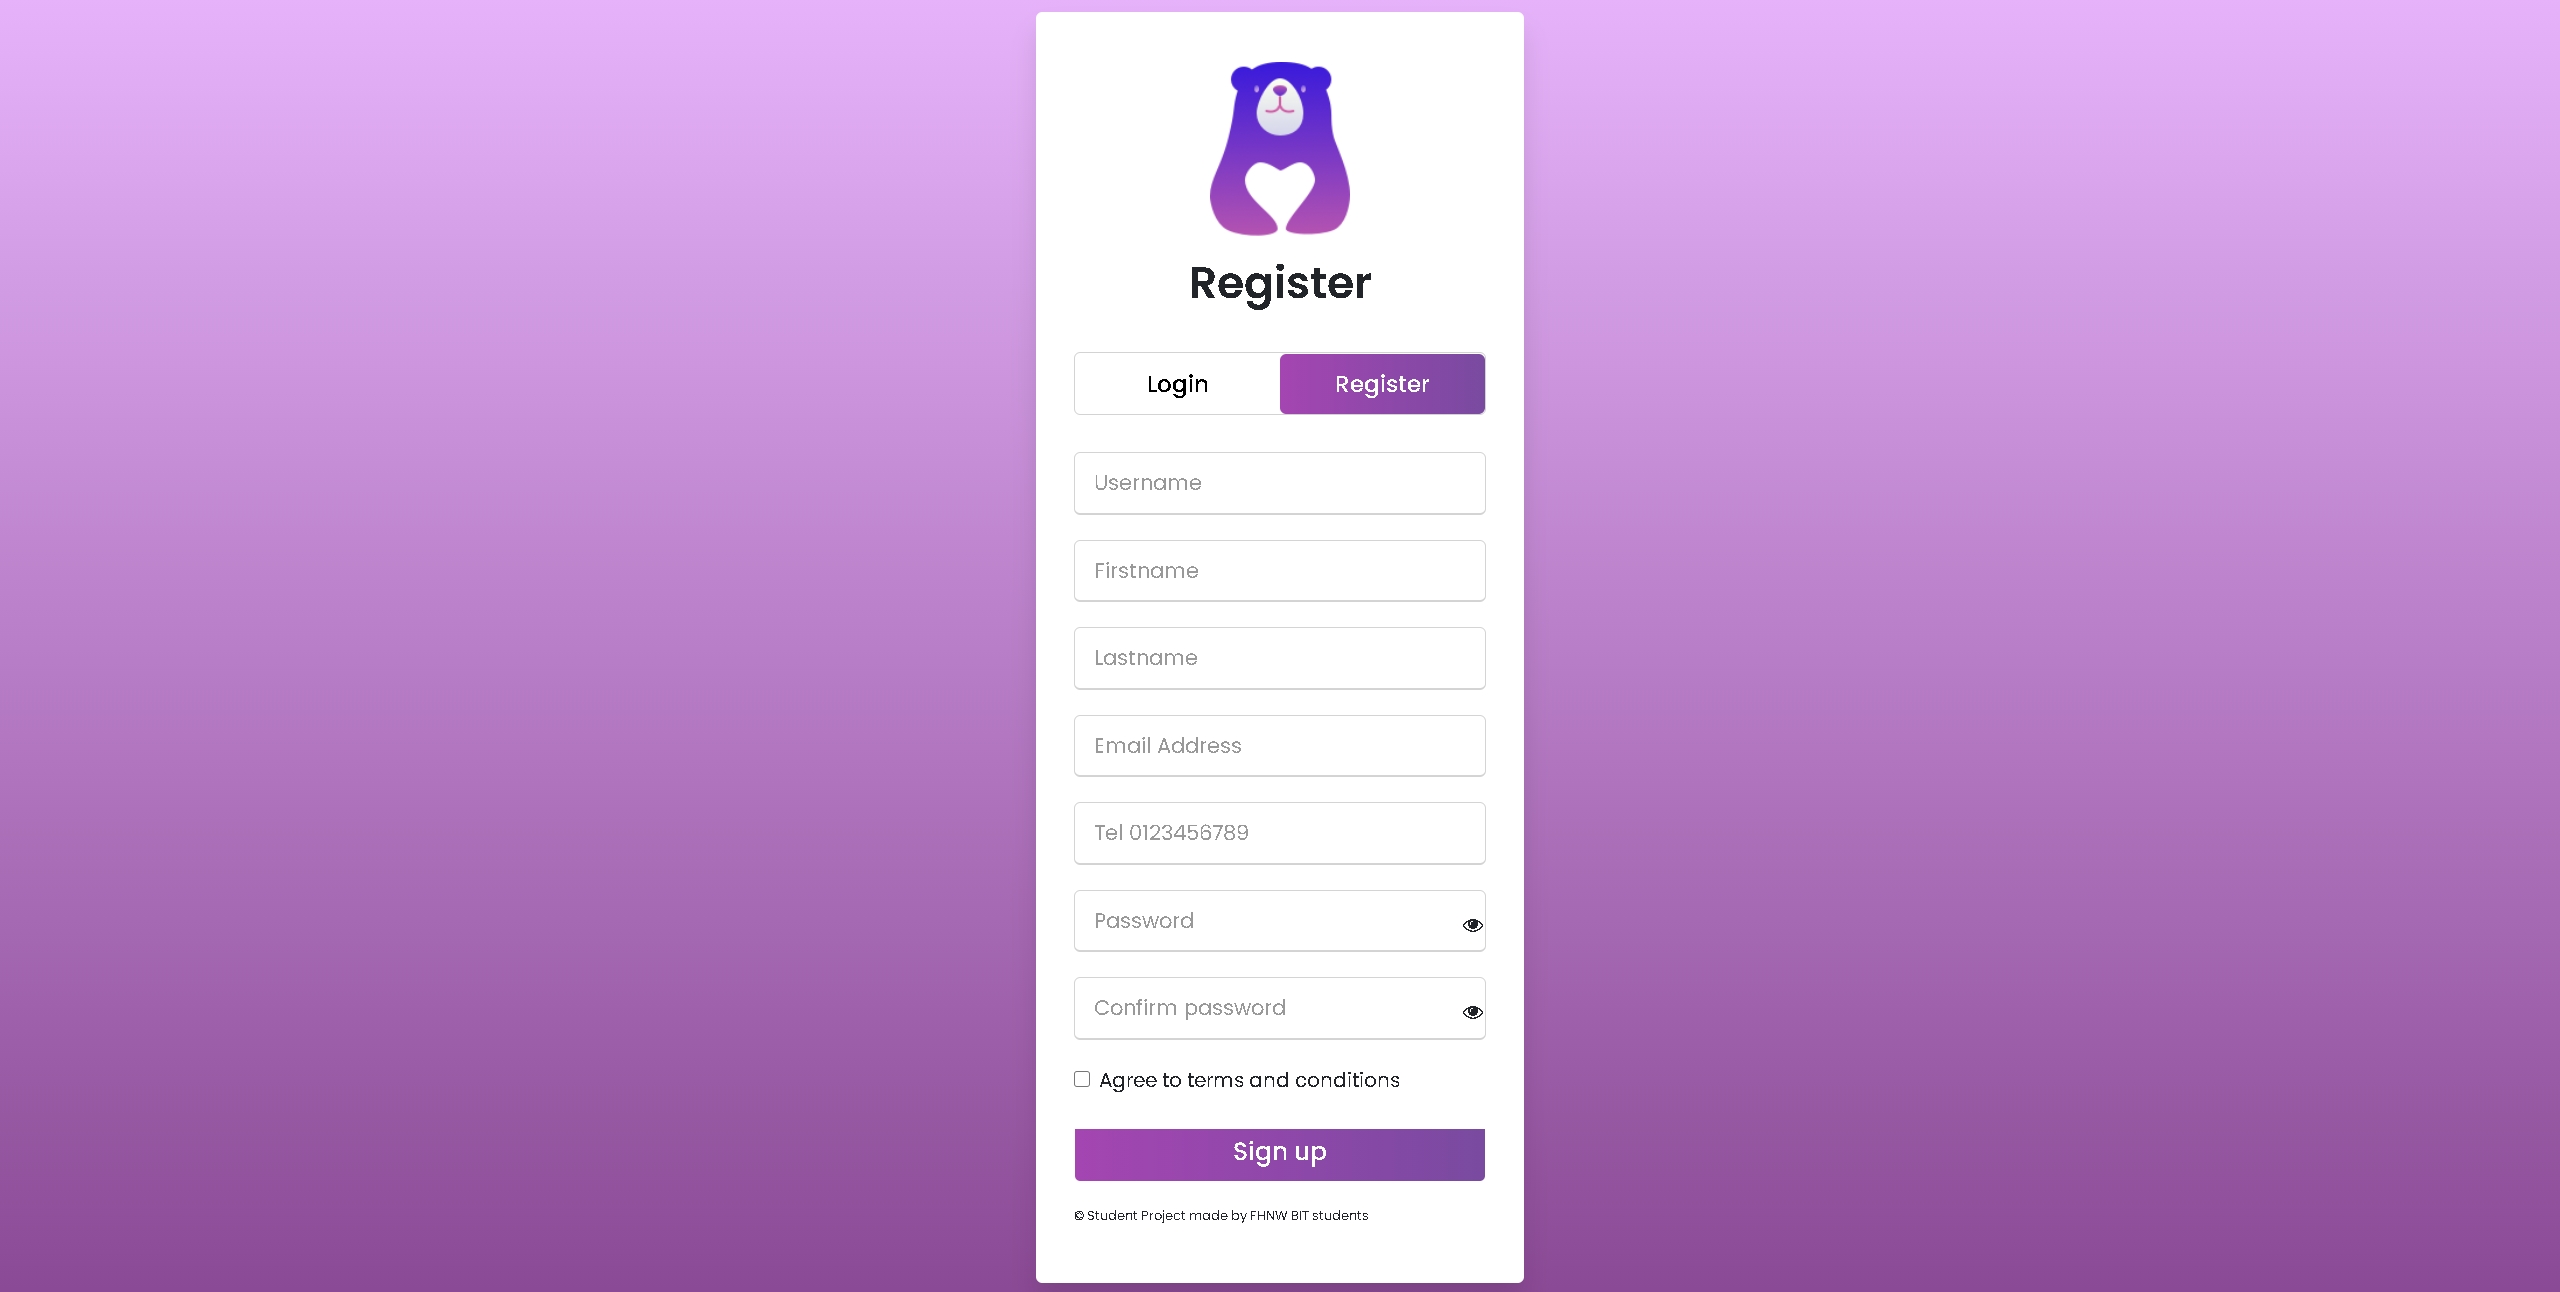 Register
Login
Register
Username
Firstname
Lastname
Email Address
Tel 0123456789
Password
Confirm password
Agree to terms and conditions
Sign up
© Student Project made by FHNW BIT students